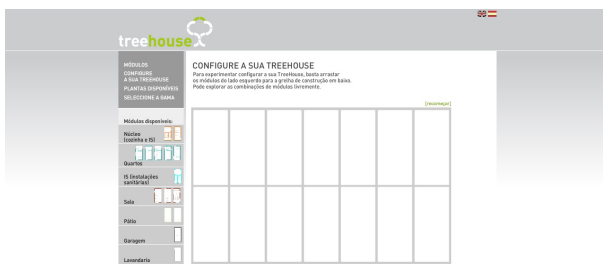 treehouse
MÓDULOS
CONFIGURE
A SUA TREEHOUSE
PLANTAS DISPONÍVEIS
SELECCIONE A GAMA
CONFIGURE A SUA TREEHOUSE
Para experimentar configurar a sua TreeHouse, basta arrastar
os módulos do lado esquerdo para a grelha de construção em baixo.
Pode explorar as combinações de módulos livremente.
[recomeçar]
Módulos disponíveis:
Núcleo
(cozinha e IS)
Quartos
IS (instalações
sanitárias)
Sala
Pátio
Garagem
Lavandaria